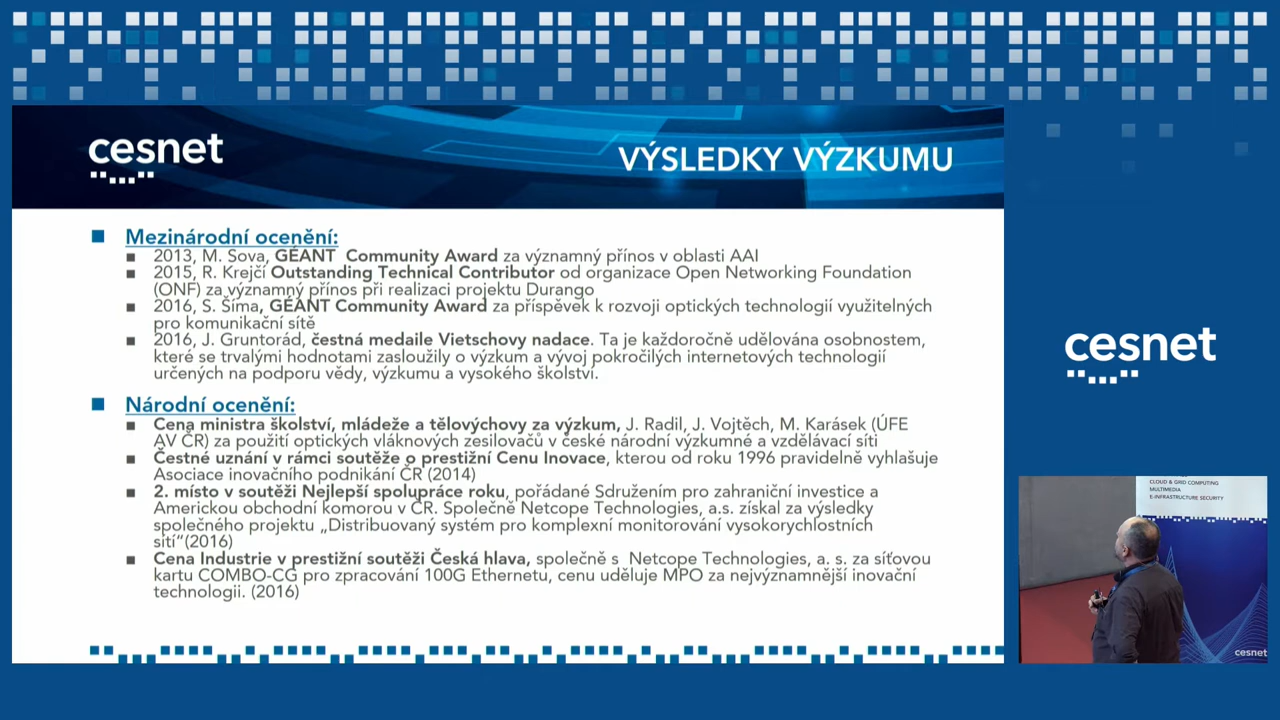 cesnet
VÝSLEDKY VÝZKUMU
Mezinárodní ocenění:
2013, M. Sova, GÉANT Community Award za významný přínos v oblasti AAI
2015, R. Krejčí Outstanding Technical Contributor od organizace Open Networking Foundation
(ONF) za významný přínos při realizaci projektu Durango
2016, S. Šíma, GÉANT Community Award za příspěvek k rozvoji optických technologií využitelných
pro komunikační sítě
2016, J. Gruntorád, čestná medaile Vietschovy nadace. Ta je každoročně udělována osobnostem,
které se trvalými hodnotami zasloužily o výzkum a vývoj pokročilých internetových technologií
určených na podporu vědy, výzkumu a vysokého školství.
Národní ocenění:
Cena ministra školství, mládeže a tělovýchovy za výzkum, J. Radil, J. Vojtěch, M. Karásek (ÚFE
AV ČR) za použití optických vláknových zesilovačů v české národní výzkumné a vzdělávací síti
Čestné uznání v rámci soutěže o prestižní Cenu Inovace, kterou od roku 1996 pravidelně vyhlašuje
Asociace inovačního podnikání ČR (2014)
2. místo v soutěži Nejlepší spolupráce roku, pořádané Sdružením pro zahraniční investice a
Americkou obchodní komorou v ČR. Společně Netcope Technologies, a.s. získal za výsledky
společného projektu „Distribuovaný systém pro komplexní monitorování vysokorychlostních
sítí“(2016)
Cena Industrie v prestižní soutěži Česká hlava, společně s Netcope Technologies, a. s. za síťovou
kartu COMBO-CG pro zpracování 100G Ethernetu, cenu uděluje MPO za nejvýznamnější inovační
technologii. (2016)
cesnet
CLOUD & GRID COMPUTING
MULTIMEDIA
E-INFRASTRUCTURE SECURITY
cesnet